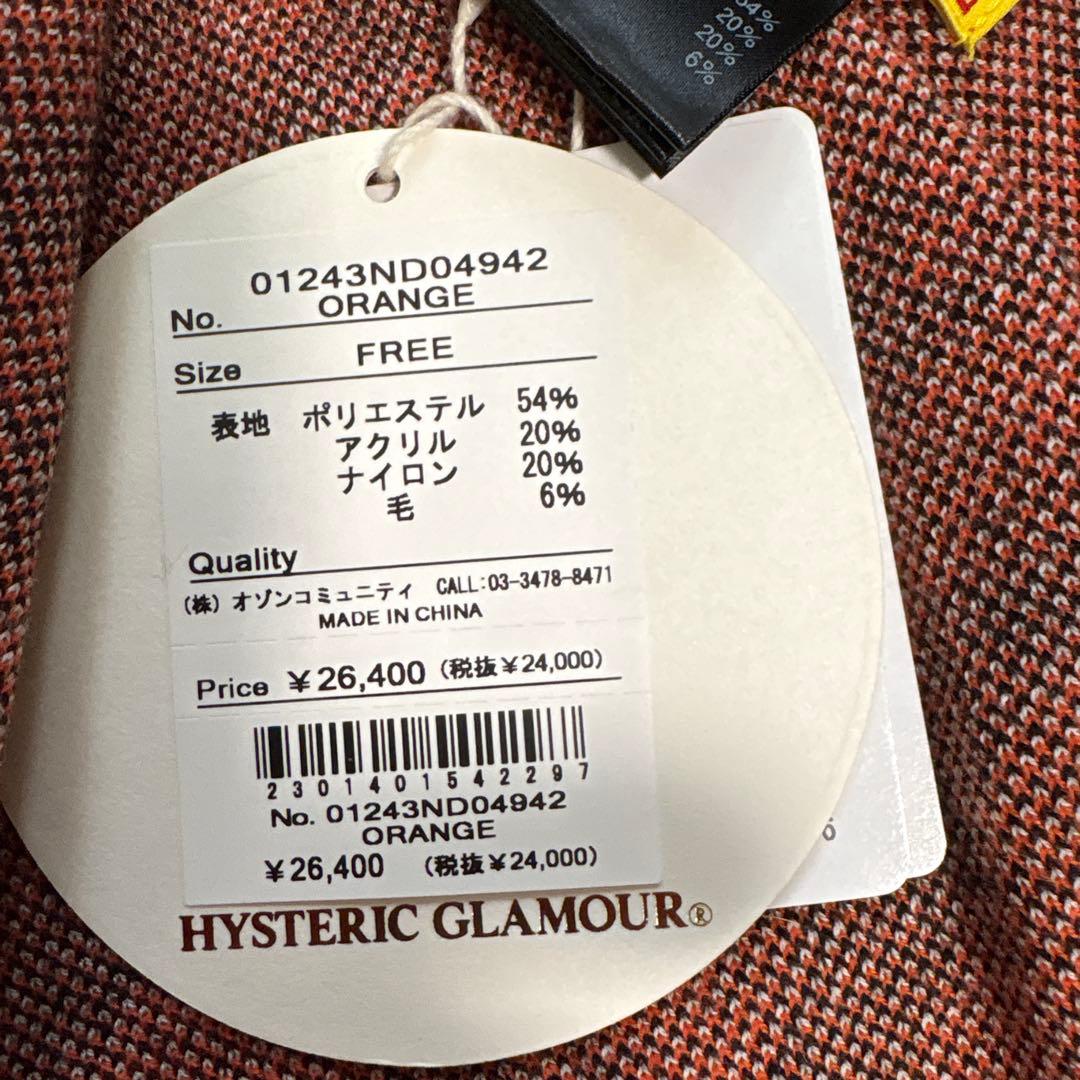 20%
20%
6%
01243ND04942
No. ORANGE
Size FREE
表地 ポリエステル 54%
アクリル 20%
ナイロン 20%
毛 6%
Quality
(株) オゾンコミュニティ CALL:03-3478-8471
MADE IN CHINA
Price ¥26,400 (税抜¥24,000)
2301401542297
No. 01243ND04942
ORANGE
¥26,400 (税抜¥24,000)
HYSTERIC GLAMOUR®